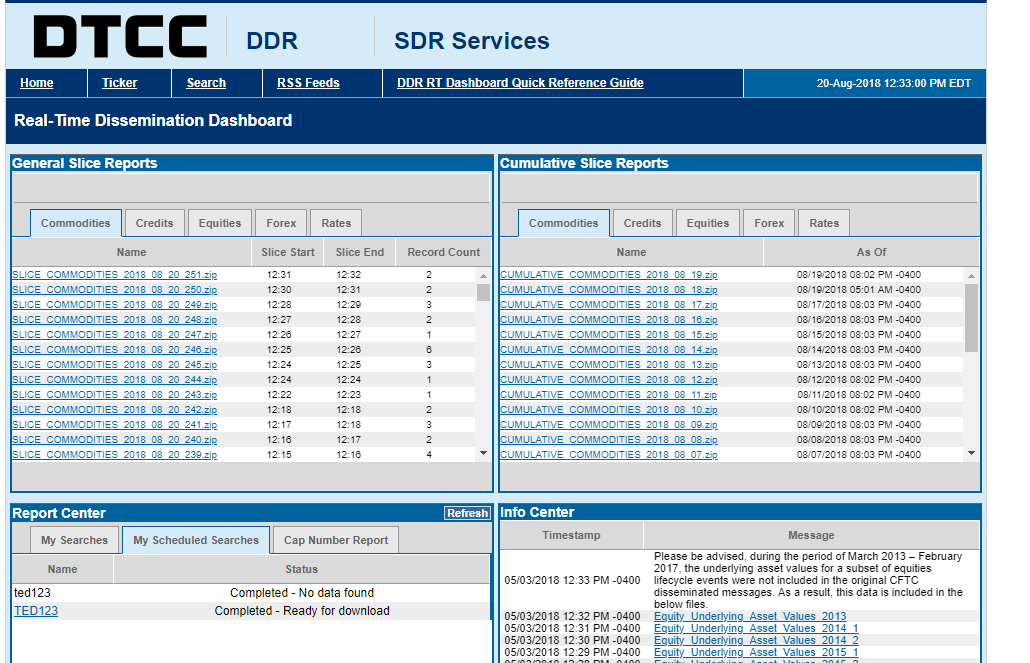 DTCC DDR SDR Services
Home Ticker Search RSS Feeds DDR RT Dashboard Quick Reference Guide 20-Aug-2018 12:33:00 PM EDT
Real-Time Dissemination Dashboard
General Slice Reports
Commodities Credits Equities Forex Rates
Name Slice Start Slice End Record Count
SLICE_COMMODITIES_2018_08_20_251.zip 12:31 12:32 2
SLICE_COMMODITIES_2018_08_20_250.zip 12:30 12:31 2
SLICE_COMMODITIES_2018_08_20_249.zip 12:28 12:29 3
SLICE_COMMODITIES_2018_08_20_248.zip 12:27 12:28 2
SLICE_COMMODITIES_2018_08_20_247.zip 12:26 12:27 1
SLICE_COMMODITIES_2018_08_20_246.zip 12:25 12:26 6
SLICE_COMMODITIES_2018_08_20_245.zip 12:24 12:25 3
SLICE_COMMODITIES_2018_08_20_244.zip 12:24 12:24 1
SLICE_COMMODITIES_2018_08_20_243.zip 12:22 12:23 1
SLICE_COMMODITIES_2018_08_20_242.zip 12:18 12:18 2
SLICE_COMMODITIES_2018_08_20_241.zip 12:17 12:18 3
SLICE_COMMODITIES_2018_08_20_240.zip 12:16 12:17 2
SLICE_COMMODITIES_2018_08_20_239.zip 12:15 12:16 4
Cumulative Slice Reports
Commodities Credits Equities Forex Rates
Name As Of
CUMULATIVE_COMMODITIES_2018_08_19.zip 08/19/2018 08:02 PM -0400
CUMULATIVE_COMMODITIES_2018_08_18.zip 08/19/2018 05:01 AM -0400
CUMULATIVE_COMMODITIES_2018_08_17.zip 08/17/2018 08:03 PM -0400
CUMULATIVE_COMMODITIES_2018_08_16.zip 08/16/2018 08:03 PM -0400
CUMULATIVE_COMMODITIES_2018_08_15.zip 08/15/2018 08:03 PM -0400
CUMULATIVE_COMMODITIES_2018_08_14.zip 08/14/2018 08:03 PM -0400
CUMULATIVE_COMMODITIES_2018_08_13.zip 08/13/2018 08:03 PM -0400
CUMULATIVE_COMMODITIES_2018_08_12.zip 08/12/2018 08:02 PM -0400
CUMULATIVE_COMMODITIES_2018_08_11.zip 08/11/2018 08:02 PM -0400
CUMULATIVE_COMMODITIES_2018_08_10.zip 08/10/2018 08:02 PM -0400
CUMULATIVE_COMMODITIES_2018_08_09.zip 08/09/2018 08:03 PM -0400
CUMULATIVE_COMMODITIES_2018_08_08.zip 08/08/2018 08:03 PM -0400
CUMULATIVE_COMMODITIES_2018_08_07.zip 08/07/2018 08:03 PM -0400
Report Center Refresh
My Searches My Scheduled Searches Cap Number Report
Name Status
ted123 Completed - No data found
TED123 Completed - Ready for download
Info Center
Timestamp Message
Please be advised, during the period of March 2013 – February
2017, the underlying asset values for a subset of equities
05/03/2018 12:33 PM -0400 lifecycle events were not included in the original CFTC
disseminated messages. As a result, this data is included in the
below files.
05/03/2018 12:32 PM -0400 Equity_Underlying_Asset_Values_2013
05/03/2018 12:31 PM -0400 Equity_Underlying_Asset_Values_2014_1
05/03/2018 12:30 PM -0400 Equity_Underlying_Asset_Values_2014_2
05/03/2018 12:29 PM -0400 Equity_Underlying_Asset_Values_2015_1